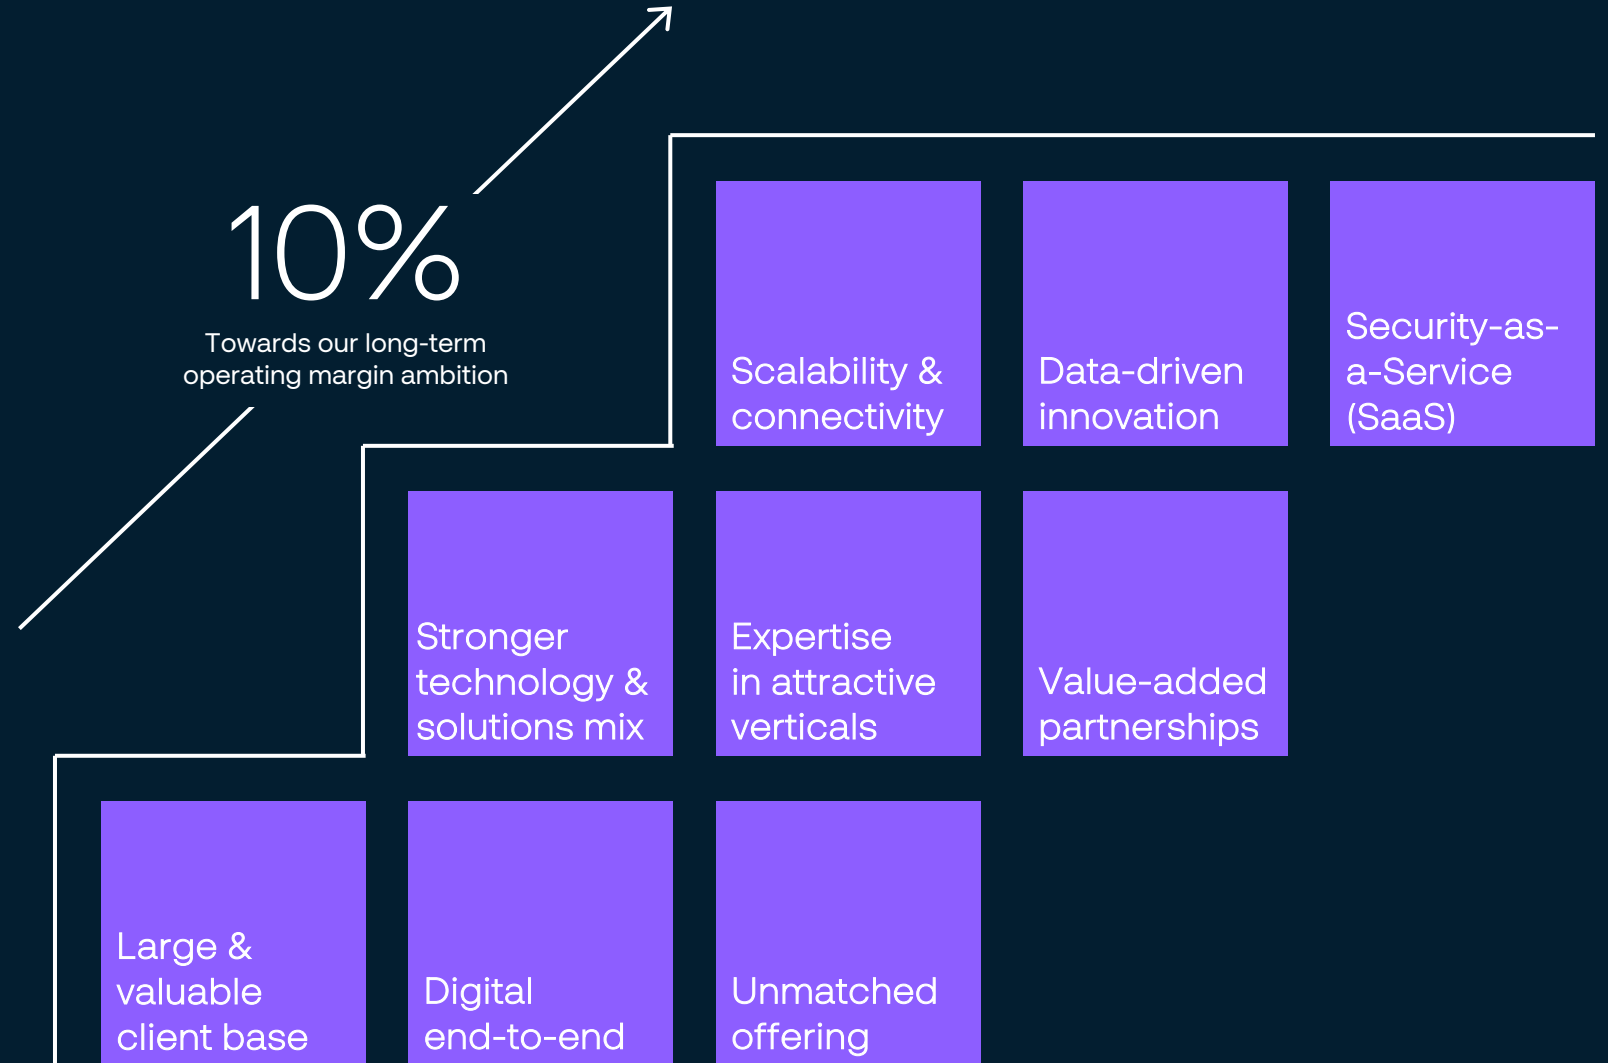 10%
Towards our long-term
operating margin ambition
Scalability &
connectivity
Data-driven
innovation
Security-as-
a-Service
(SaaS)
Stronger
technology &
solutions mix
Expertise
in attractive
verticals
Value-added
partnerships
Large &
valuable
client base
Digital
end-to-end
Unmatched
offering